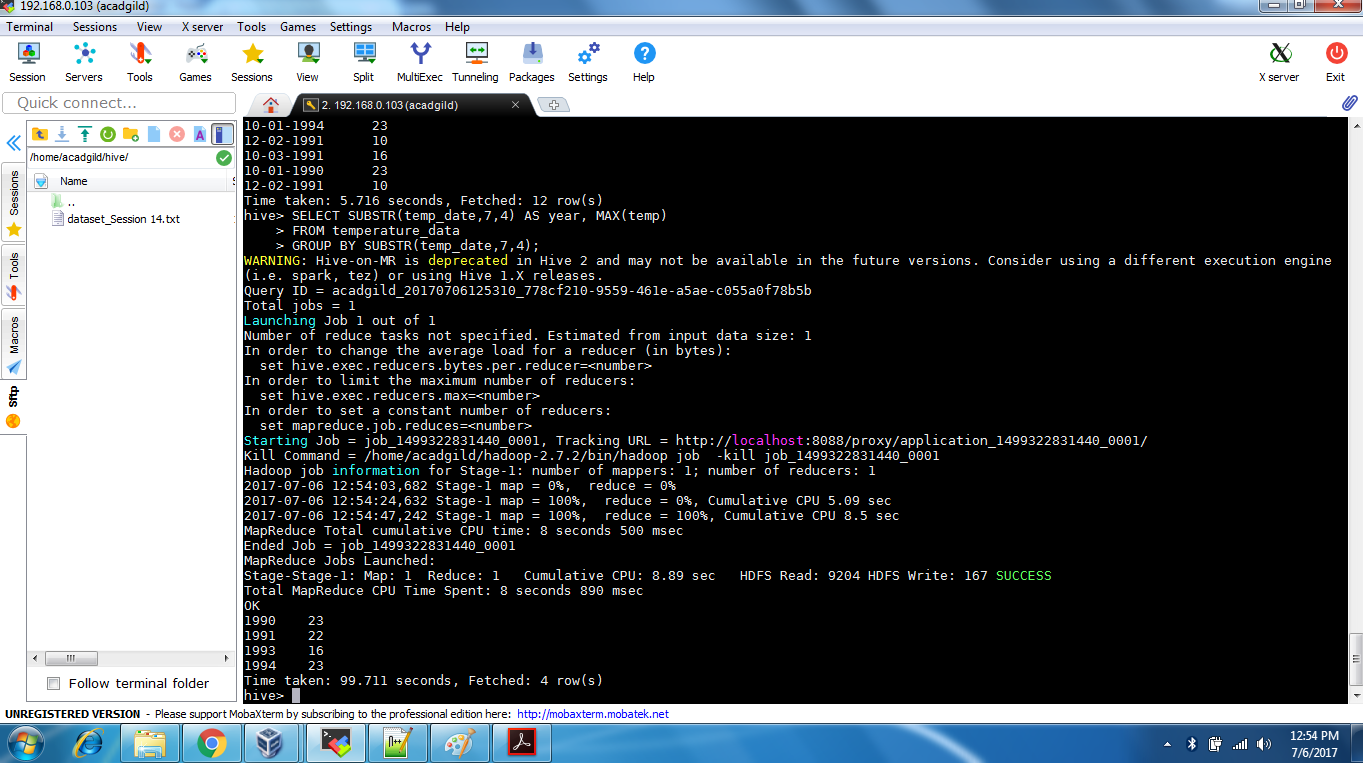 192.168.0.103 (acadgild)
Terminal Sessions View X server Tools Games Settings Macros Help
Session Servers Tools Games Sessions View Split MultiExec Tunneling Packages Settings Help X server Exit
Quick connect...
2. 192.168.0.103 (acadgild)
/home/acadgild/hive/
Name
..
dataset_Session 14.txt
Sessions
Tools
Macros
Sftp
Follow terminal folder
10-01-1994 23
12-02-1991 10
10-03-1991 16
10-01-1990 23
12-02-1991 10
Time taken: 5.716 seconds, Fetched: 12 row(s)
hive> SELECT SUBSTR(temp_date,7,4) AS year, MAX(temp)
    > FROM temperature_data
    > GROUP BY SUBSTR(temp_date,7,4);
WARNING: Hive-on-MR is deprecated in Hive 2 and may not be available in the future versions. Consider using a different execution engine
(i.e. spark, tez) or using Hive 1.X releases.
Query ID = acadgild_20170706125310_778cf210-9559-461e-a5ae-c055a0f78b5b
Total jobs = 1
Launching Job 1 out of 1
Number of reduce tasks not specified. Estimated from input data size: 1
In order to change the average load for a reducer (in bytes):
  set hive.exec.reducers.bytes.per.reducer=<number>
In order to limit the maximum number of reducers:
  set hive.exec.reducers.max=<number>
In order to set a constant number of reducers:
  set mapreduce.job.reduces=<number>
Starting Job = job_1499322831440_0001, Tracking URL = http://localhost:8088/proxy/application_1499322831440_0001/
Kill Command = /home/acadgild/hadoop-2.7.2/bin/hadoop job  -kill job_1499322831440_0001
Hadoop job information for Stage-1: number of mappers: 1; number of reducers: 1
2017-07-06 12:54:03,682 Stage-1 map = 0%,  reduce = 0%
2017-07-06 12:54:24,632 Stage-1 map = 100%,  reduce = 0%, Cumulative CPU 5.09 sec
2017-07-06 12:54:47,242 Stage-1 map = 100%,  reduce = 100%, Cumulative CPU 8.5 sec
MapReduce Total cumulative CPU time: 8 seconds 500 msec
Ended Job = job_1499322831440_0001
MapReduce Jobs Launched:
Stage-Stage-1: Map: 1  Reduce: 1   Cumulative CPU: 8.89 sec   HDFS Read: 9204 HDFS Write: 167 SUCCESS
Total MapReduce CPU Time Spent: 8 seconds 890 msec
OK
1990 23
1991 22
1993 16
1994 23
Time taken: 99.711 seconds, Fetched: 4 row(s)
hive>
UNREGISTERED VERSION - Please support MobaXterm by subscribing to the professional edition here: http://mobaxterm.mobatek.net
12:54 PM
7/6/2017